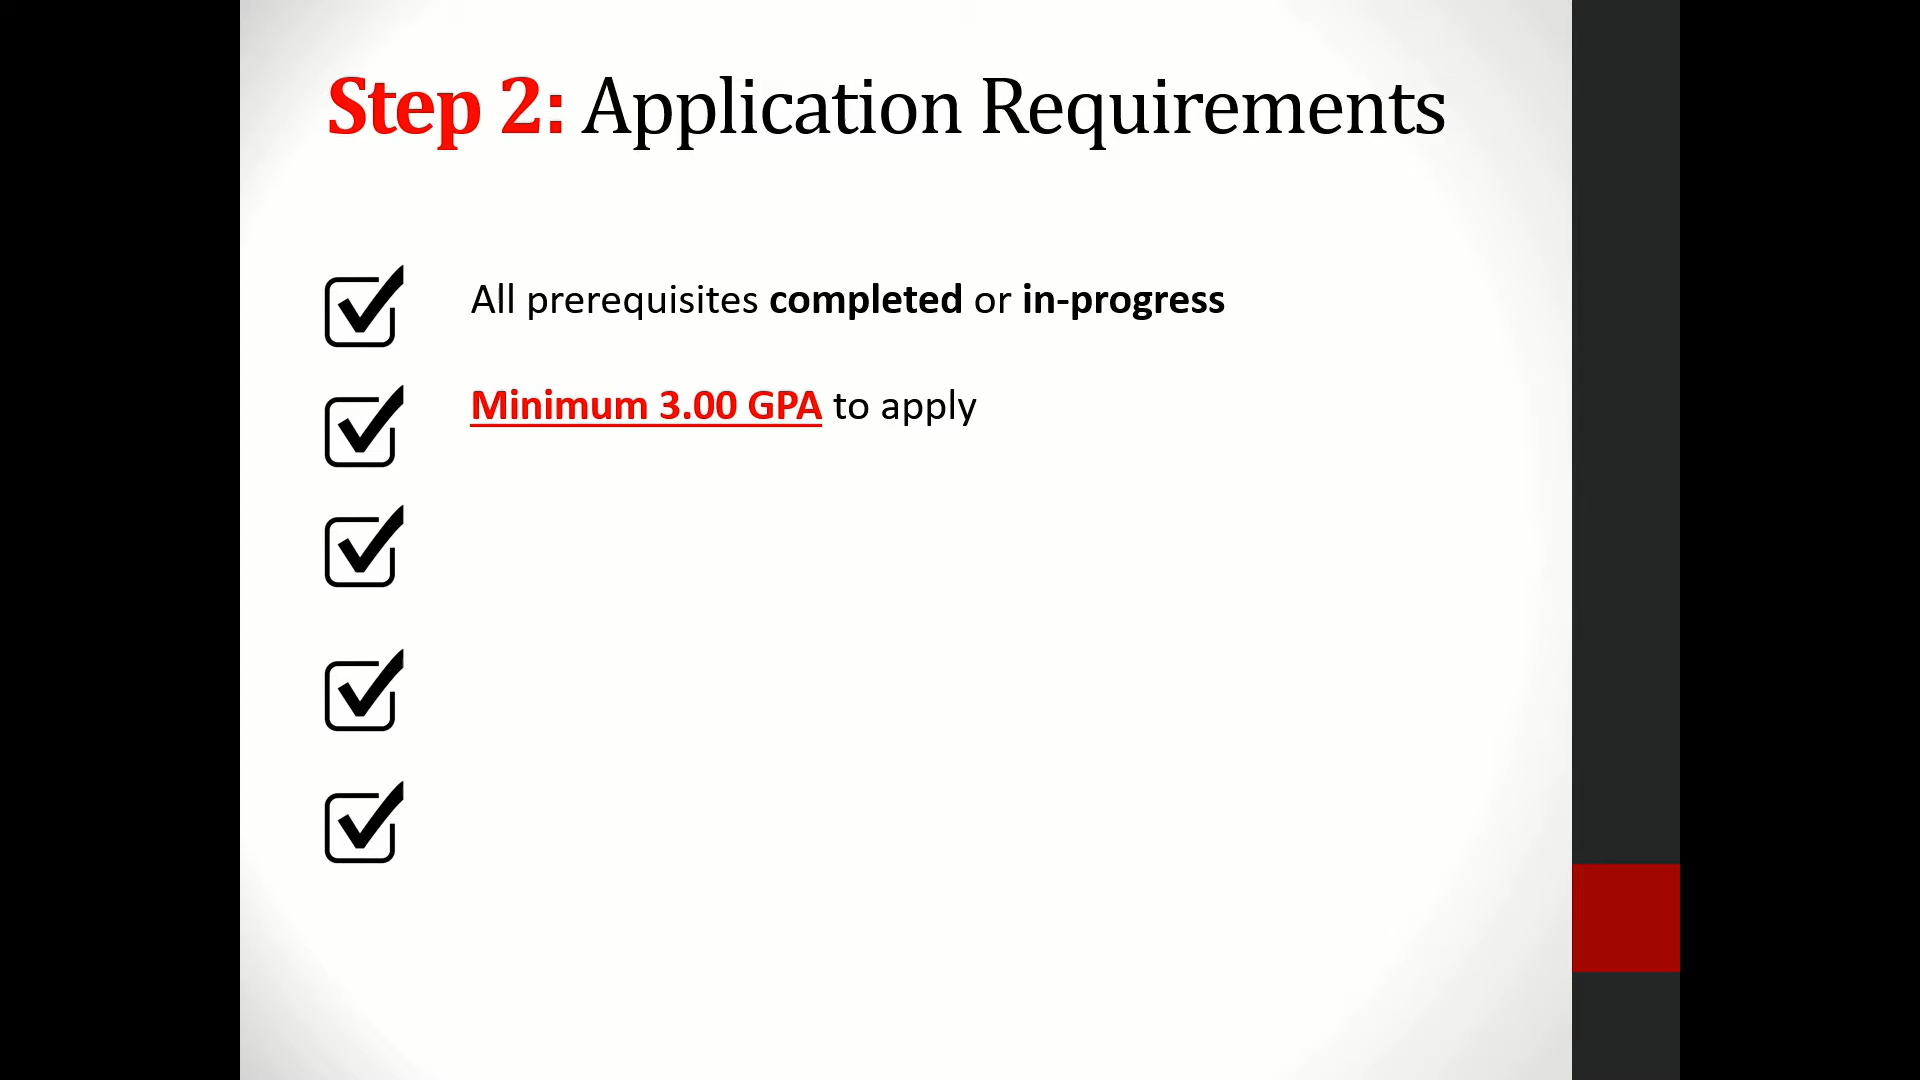 Step 2: Application Requirements
All prerequisites completed or in-progress
Minimum 3.00 GPA to apply